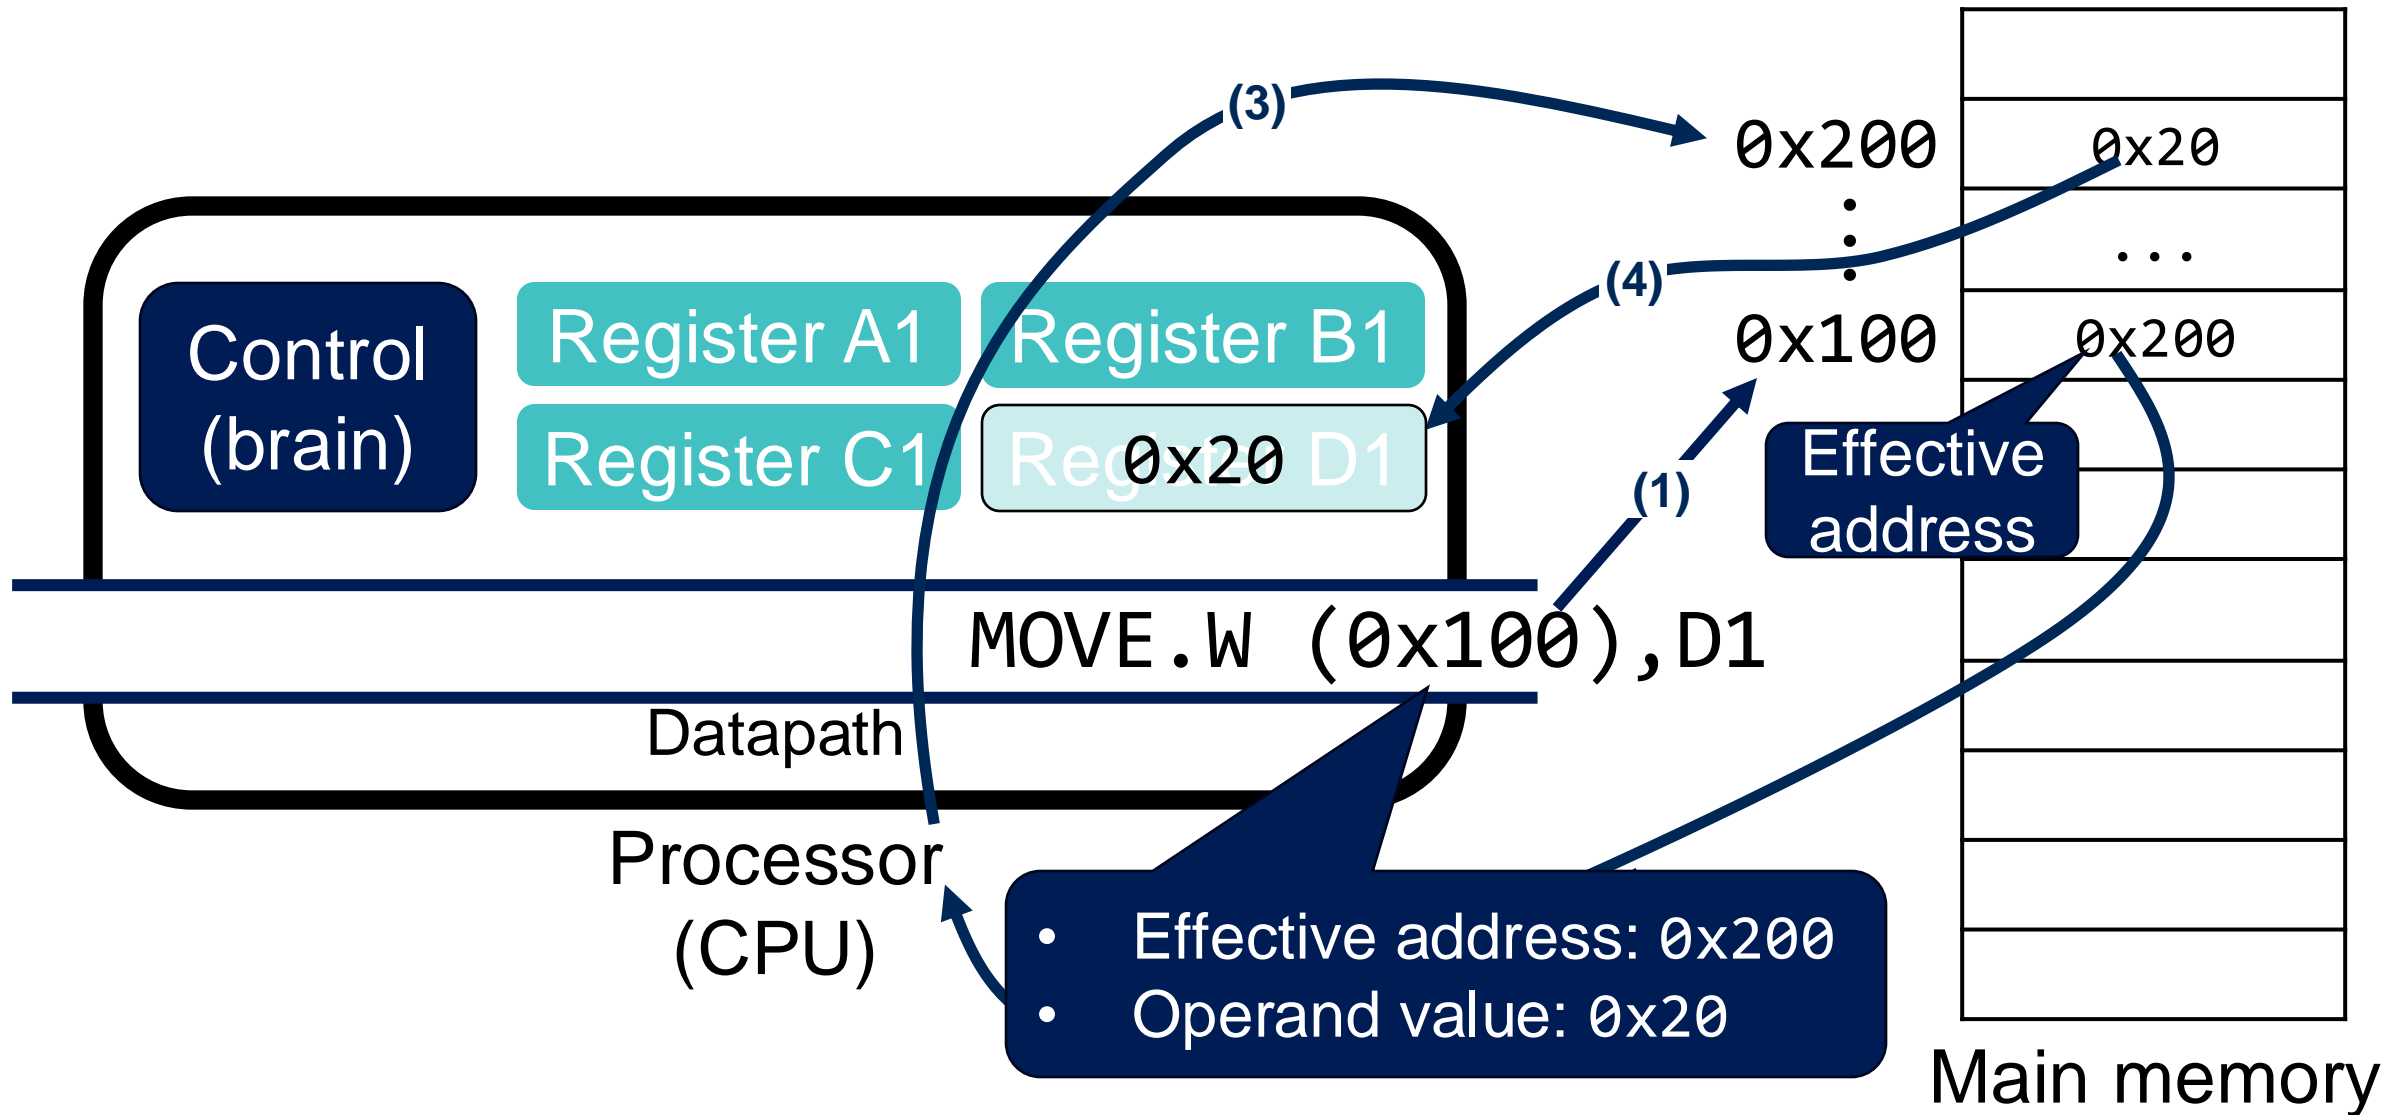 (3)
0x200
0x20
(4)
...
0x100
0x200
Control
(brain)
Register A1
Register B1
Register C1
Register D1
0x20
(1)
Effective
address
MOVE.W (0x100),D1
Datapath
Processor
(CPU)
• Effective address: 0x200
• Operand value: 0x20
Main memory